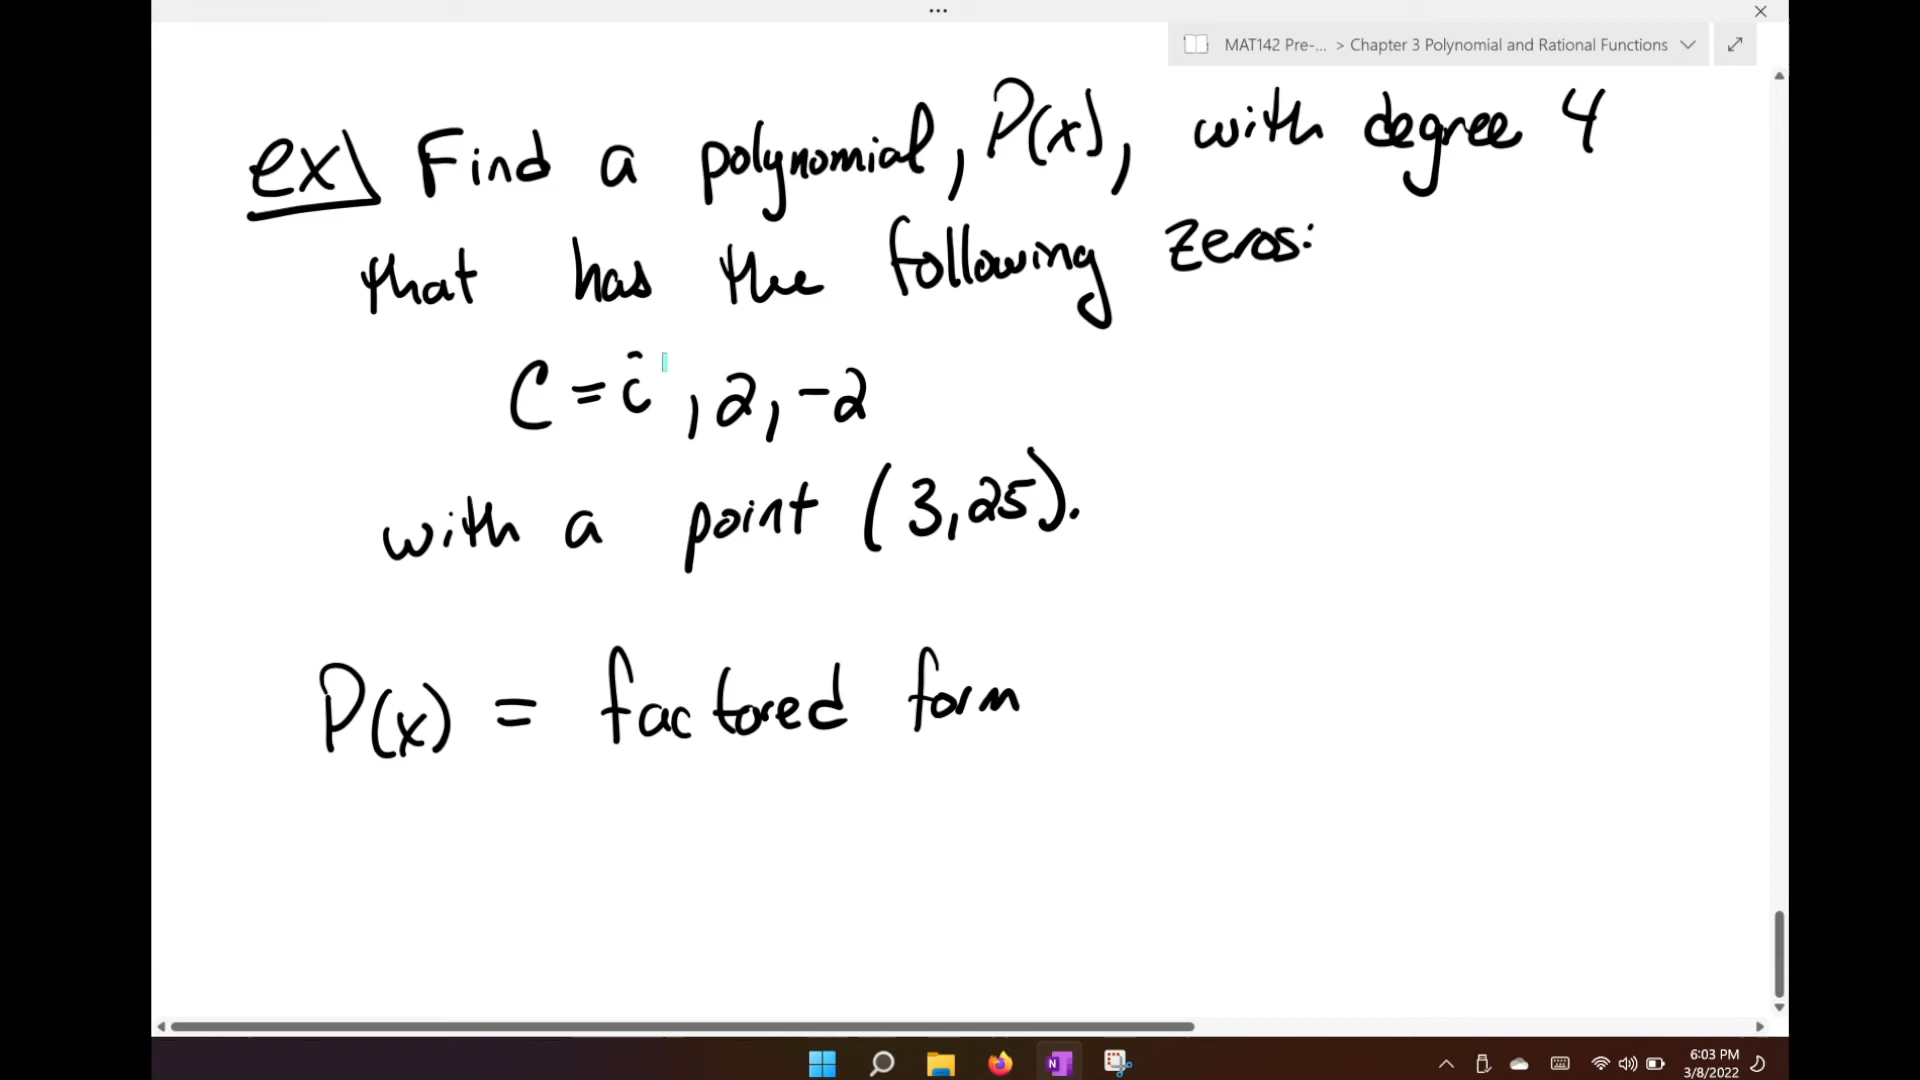 ...
MAT142 Pre-... > Chapter 3 Polynomial and Rational Functions
ex) Find a polynomial, P(x), with degree 4
that has the following zeros:
C = i, 2, -2
with a point (3, 25).
P(x) = factored form
6:03 PM
3/8/2022